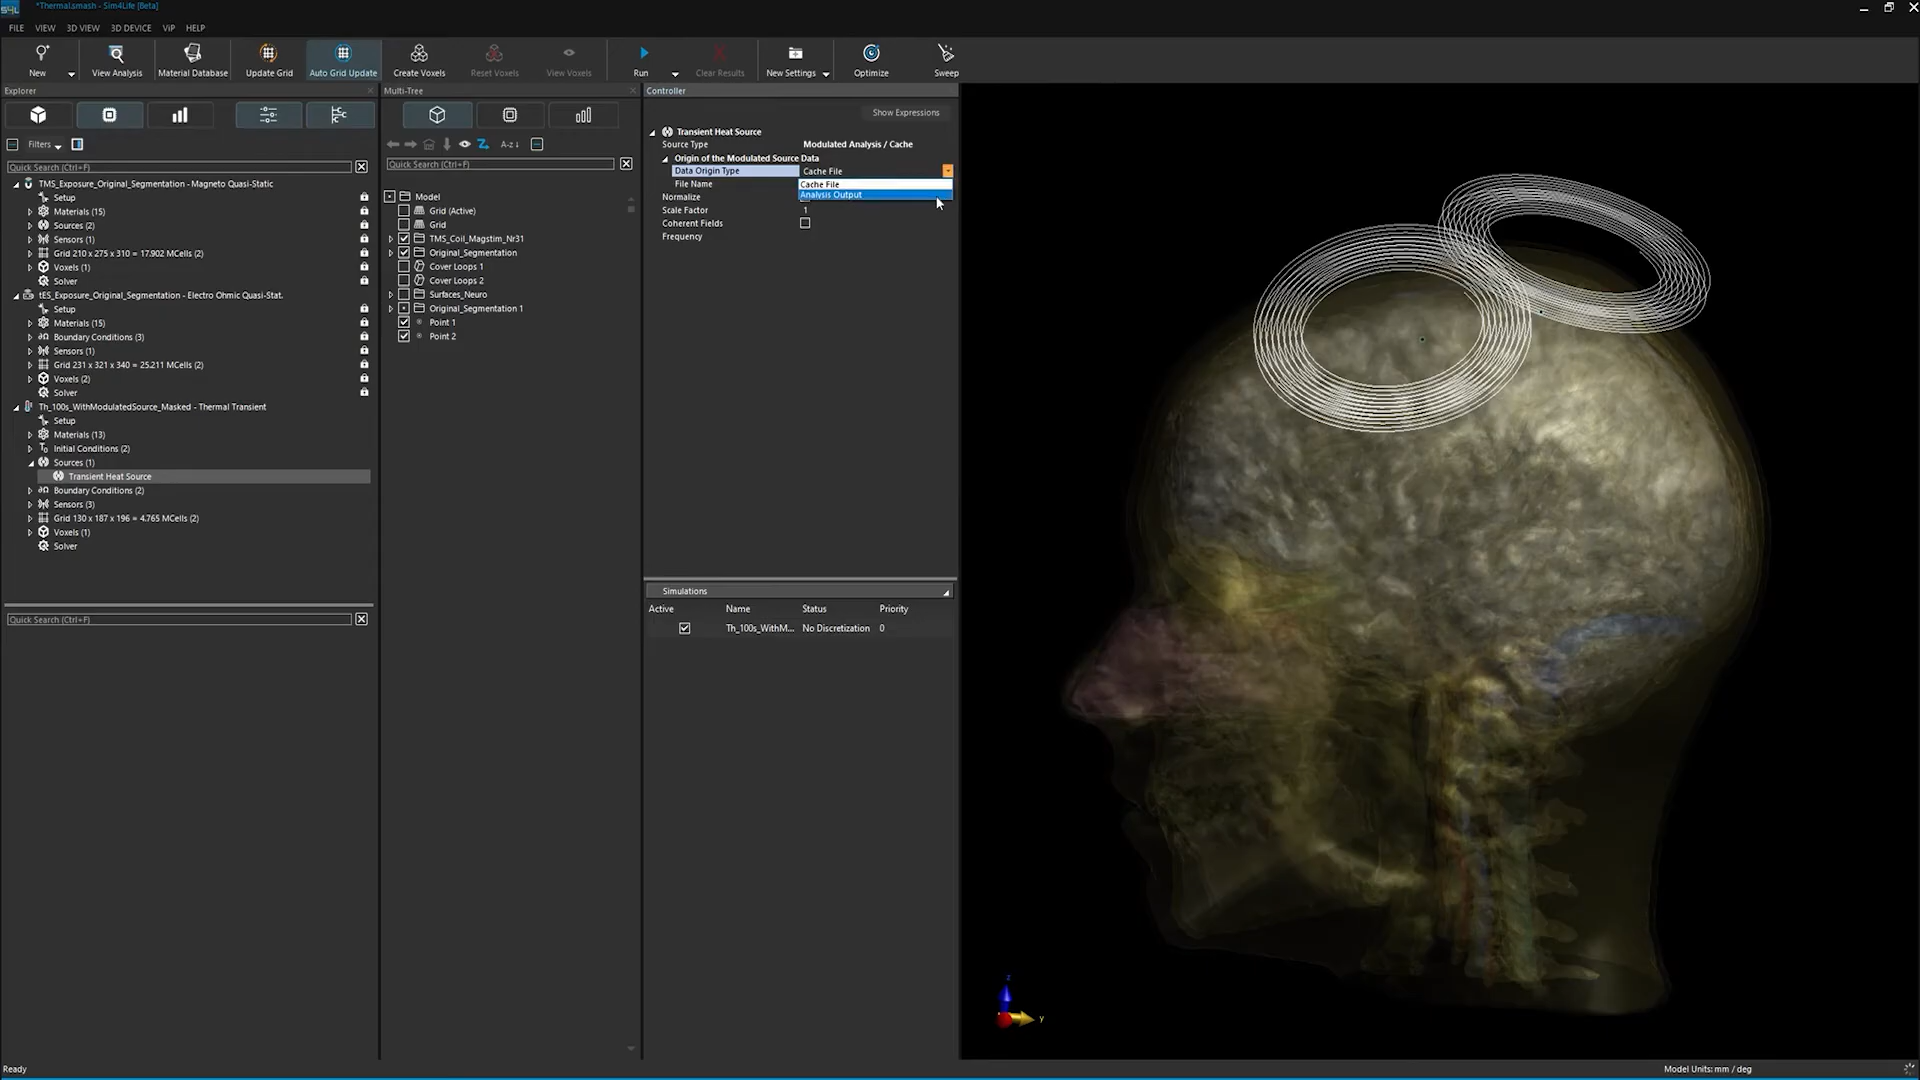 S4L *Thermal.smash - Sim4Life [Beta]
FILE VIEW 3D VIEW 3D DEVICE ViP HELP
New View Analysis Material Database Update Grid Auto Grid Update Create Voxels Reset Voxels View Voxels Run Clear Results New Settings Optimize Sweep
Explorer
Filters
Quick Search (Ctrl+F)
TMS_Exposure_Original_Segmentation - Magneto Quasi-Static
Setup
Materials (15)
Sources (2)
Sensors (1)
Grid 210 x 275 x 310 = 17.902 MCells (2)
Voxels (1)
Solver
tES_Exposure_Original_Segmentation - Electro Ohmic Quasi-Stat.
Setup
Materials (15)
Boundary Conditions (3)
Sensors (1)
Grid 231 x 321 x 340 = 25.211 MCells (2)
Voxels (2)
Solver
Th_100s_WithModulatedSource_Masked - Thermal Transient
Setup
Materials (13)
Initial Conditions (2)
Sources (1)
Transient Heat Source
Boundary Conditions (2)
Sensors (3)
Grid 130 x 187 x 196 = 4.765 MCells (2)
Voxels (1)
Solver
Quick Search (Ctrl+F)
Multi-Tree
A-z
Quick Search (Ctrl+F)
Model
Grid (Active)
Grid
TMS_Coil_Magstim_Nr31
Original_Segmentation
Cover Loops 1
Cover Loops 2
Surfaces_Neuro
Original_Segmentation 1
Point 1
Point 2
Controller
Show Expressions
Transient Heat Source
Source Type Modulated Analysis / Cache
Origin of the Modulated Source Data
Data Origin Type Cache File
File Name Cache File
Analysis Output
Normalize
Scale Factor 1
Coherent Fields
Frequency
Simulations
Active Name Status Priority
Th_100s_WithM... No Discretization 0
z
y
Ready Model Units: mm / deg